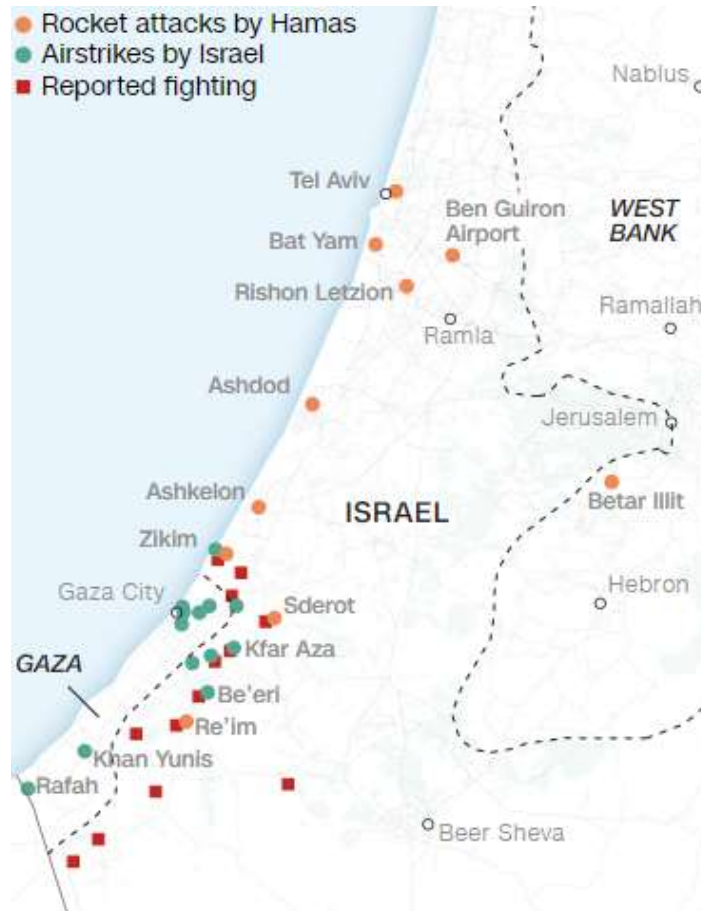 Rocket attacks by Hamas
Airstrikes by Israel
Reported fighting
Nablus
Tel Aviv
Ben Guiron
Airport
WEST
BANK
Bat Yam
Rishon Letzion
Ramla
Ramallah
Ashdod
Jerusalem
Ashkelon
ISRAEL
Betar Illit
Zikim
Gaza City
Sderot
Hebron
Kfar Aza
GAZA
Be'eri
Re'im
Khan Yunis
Rafah
Beer Sheva